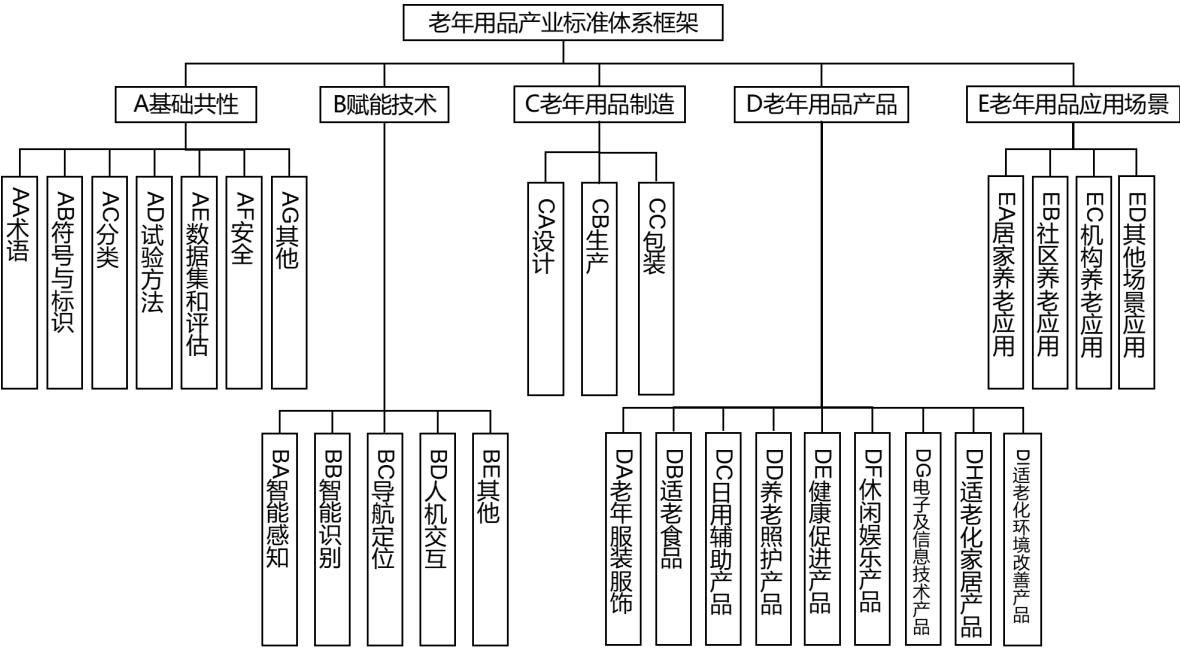 老年用品产业标准体系框架
A基础共性
B赋能技术
C老年用品制造
D老年用品产品
E老年用品应用场景
AA术语
AB符号与标识
AC分类
AD试验方法
AE数据集和评估
AF安全
AG其他
CA设计
CB生产
CC包装
EA居家养老应用
EB社区养老应用
EC机构养老应用
ED其他场景应用
BA智能感知
BB智能识别
BC导航定位
BD人机交互
BE其他
DA老年服装服饰
DB适老食品
DC日用辅助产品
DD养老照护产品
DE健康促进产品
DF休闲娱乐产品
DG电子及信息技术产品
DH适老化家居产品
DI适老化环境改善产品